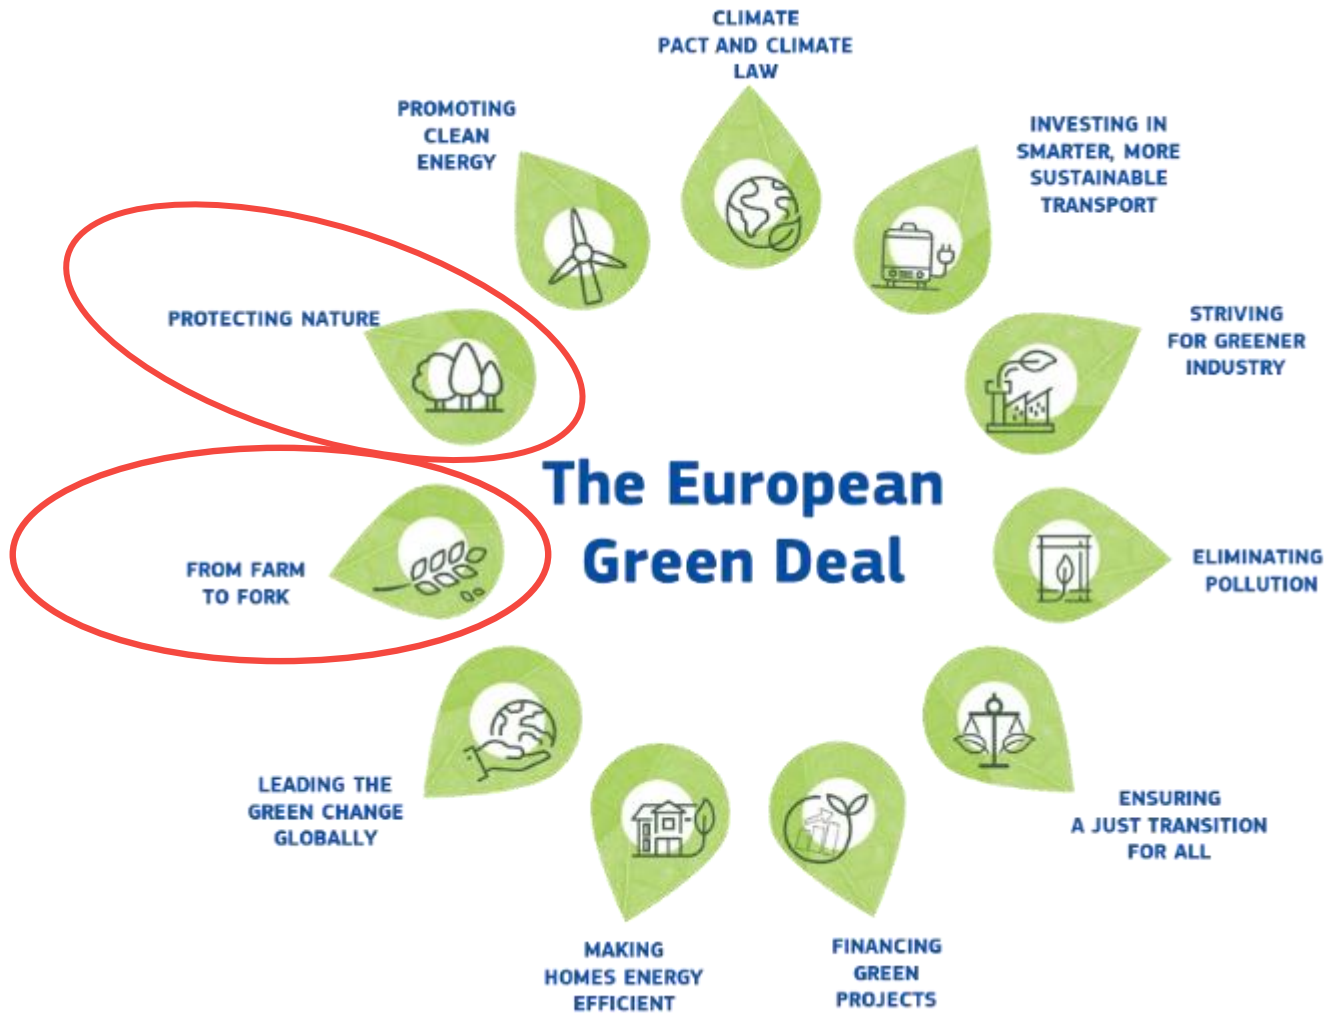 CLIMATE
PACT AND CLIMATE
LAW
PROMOTING
CLEAN
ENERGY
INVESTING IN
SMARTER, MORE
SUSTAINABLE
TRANSPORT
PROTECTING NATURE
STRIVING
FOR GREENER
INDUSTRY
The European
Green Deal
FROM FARM
TO FORK
ELIMINATING
POLLUTION
LEADING THE
GREEN CHANGE
GLOBALLY
ENSURING
A JUST TRANSITION
FOR ALL
MAKING
HOMES ENERGY
EFFICIENT
FINANCING
GREEN
PROJECTS